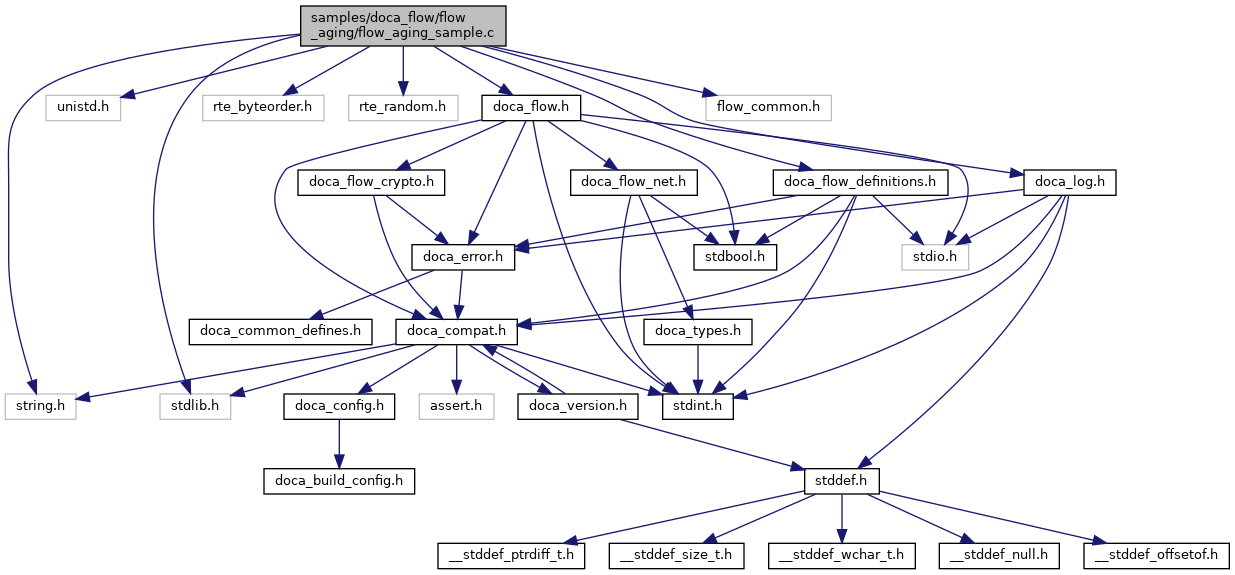 samples/doca_flow/flow
_aging/flow_aging_sample.c
unistd.h
rte_byteorder.h
rte_random.h
doca_flow.h
flow_common.h
doca_flow_crypto.h
doca_flow_net.h
doca_flow_definitions.h
doca_log.h
doca_error.h
stdbool.h
stdio.h
doca_common_defines.h
doca_compat.h
doca_types.h
string.h
stdlib.h
doca_config.h
assert.h
doca_version.h
stdint.h
doca_build_config.h
stddef.h
__stddef_ptrdiff_t.h
__stddef_size_t.h
__stddef_wchar_t.h
__stddef_null.h
__stddef_offsetof.h